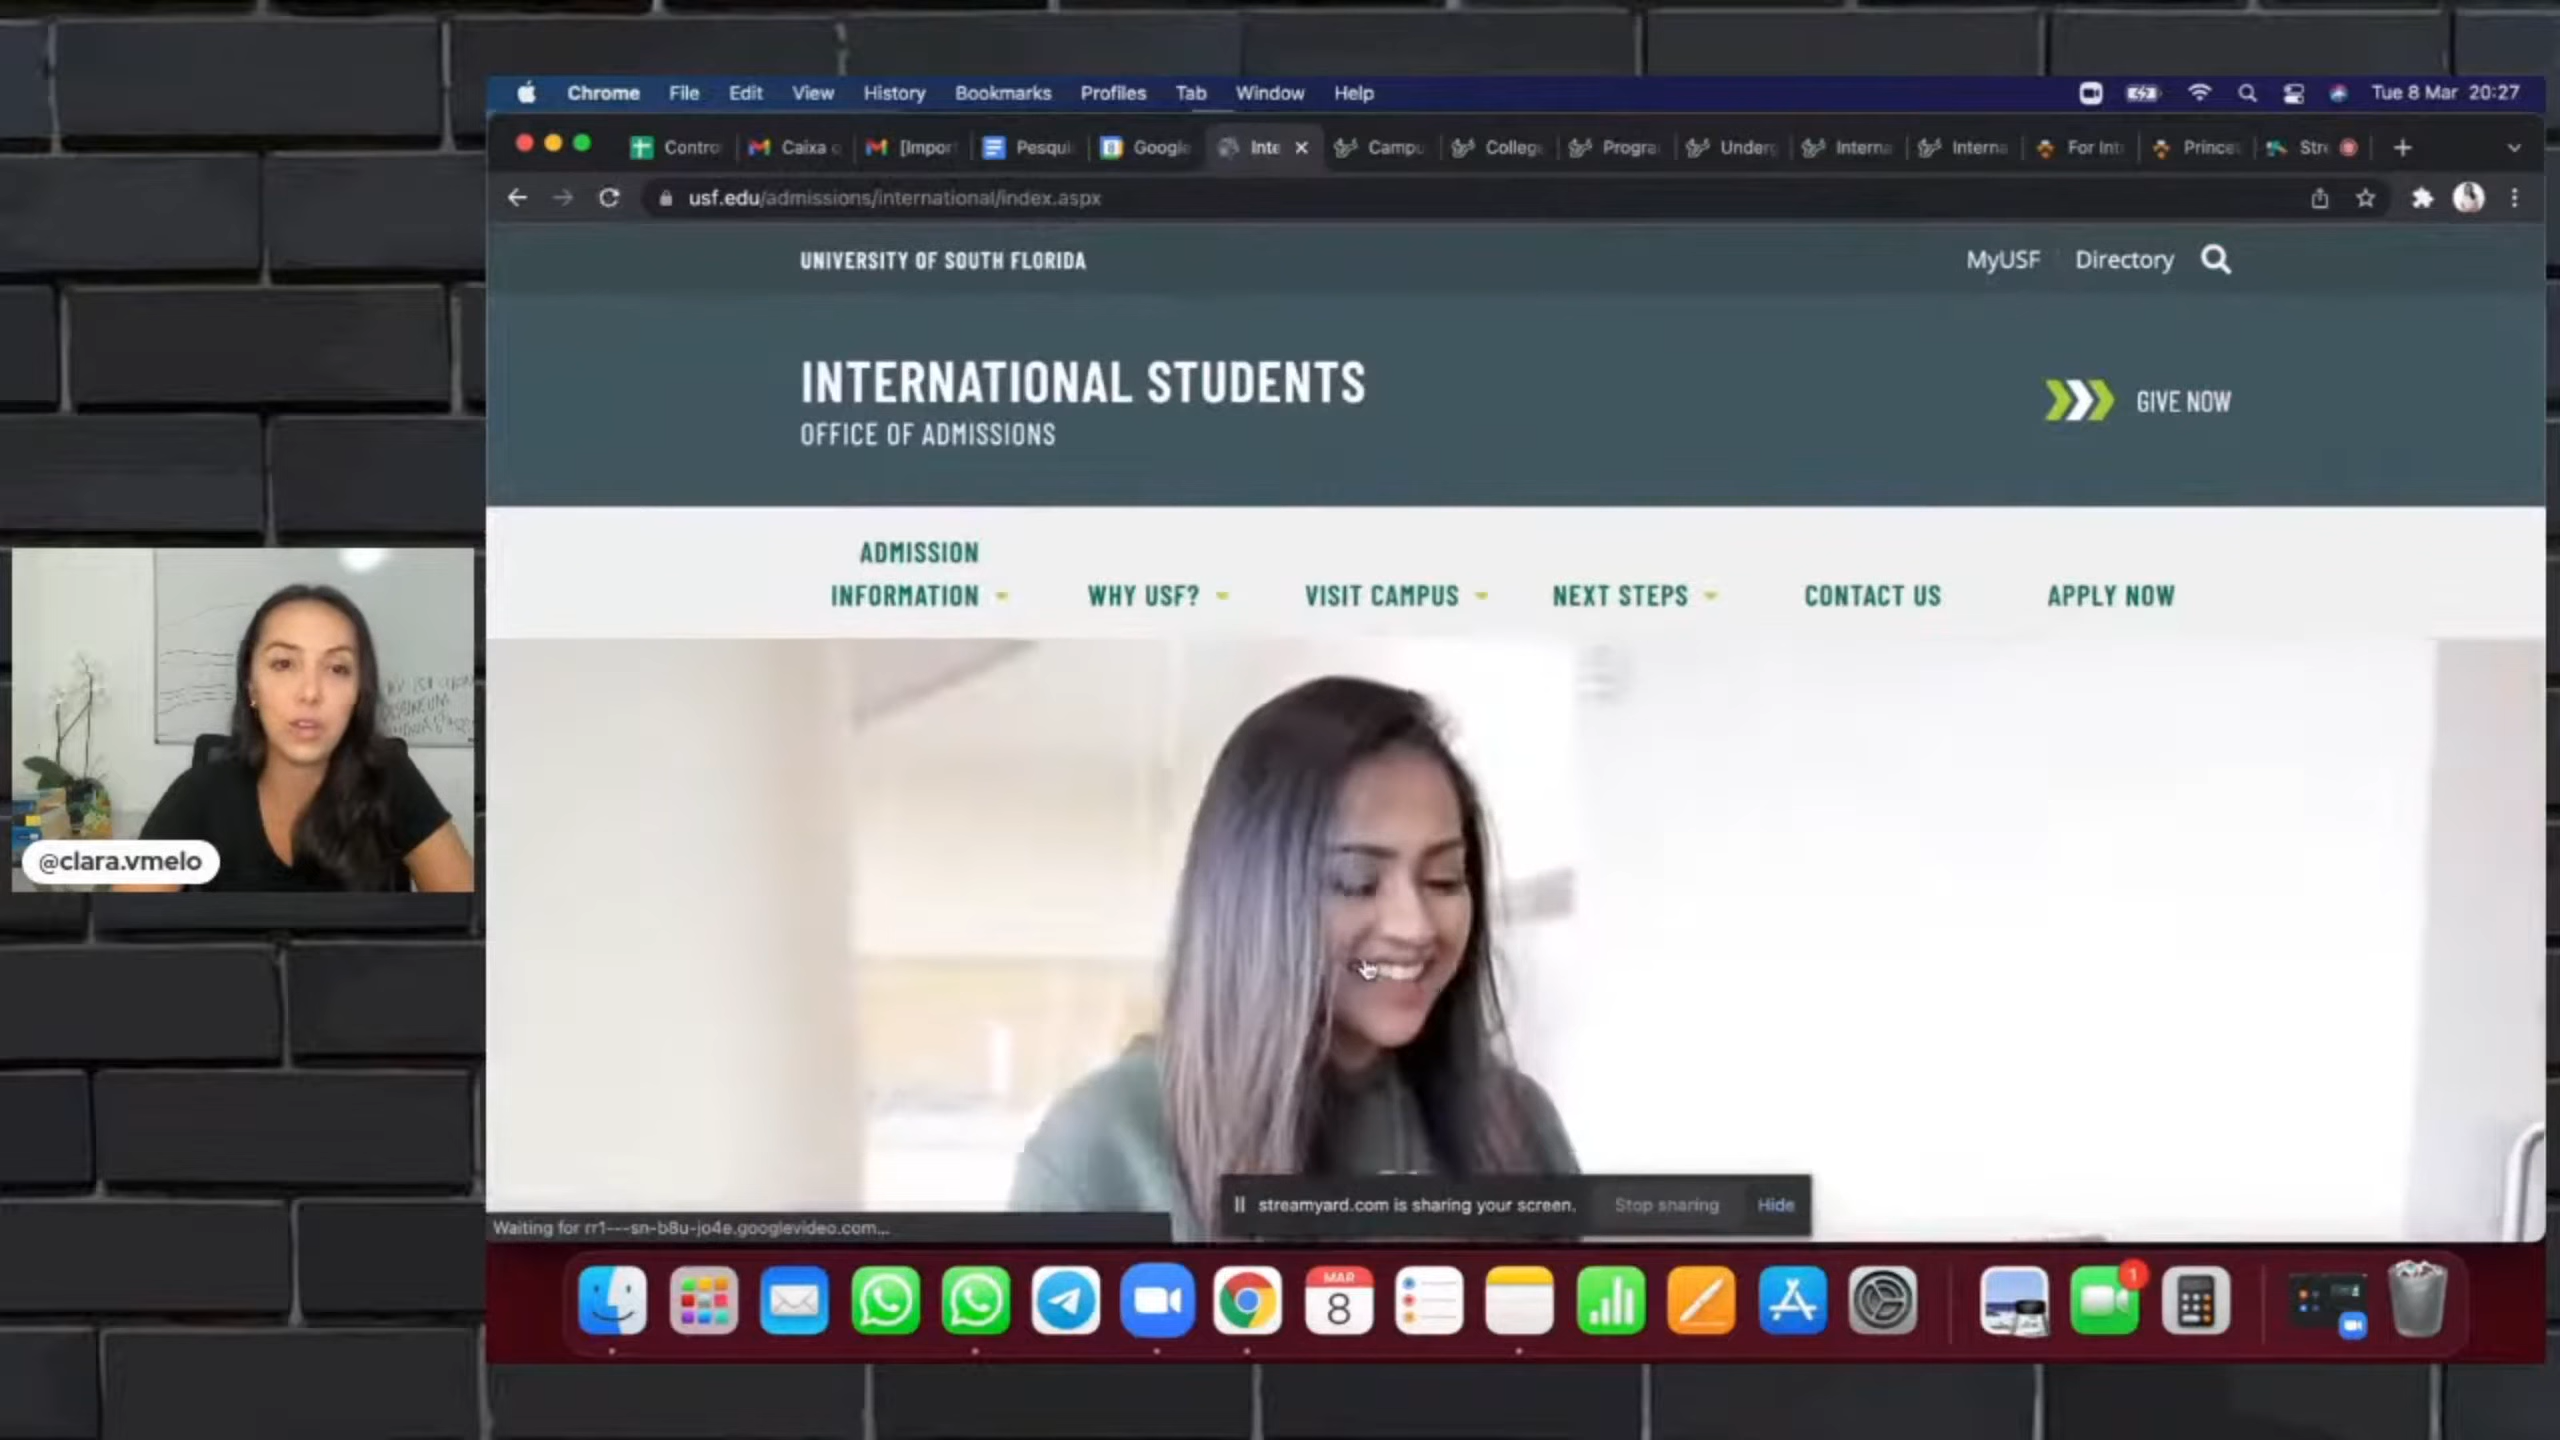 Chrome File Edit View History Bookmarks Profiles Tab Window Help Tue 8 Mar 20:27
Contro Caixa [Impor Pesqui Google Inte Campu College Progra Underg Interna Interna For Int Prince Stre
usf.edu/admissions/international/index.aspx
UNIVERSITY OF SOUTH FLORIDA MyUSF Directory
INTERNATIONAL STUDENTS
OFFICE OF ADMISSIONS
GIVE NOW
ADMISSION
INFORMATION WHY USF? VISIT CAMPUS NEXT STEPS CONTACT US APPLY NOW
@clara.vmelo
streamyard.com is sharing your screen. Stop sharing Hide
Waiting for rr1---sn-b8u-jo4e.googlevideo.com...
MAR
8
1